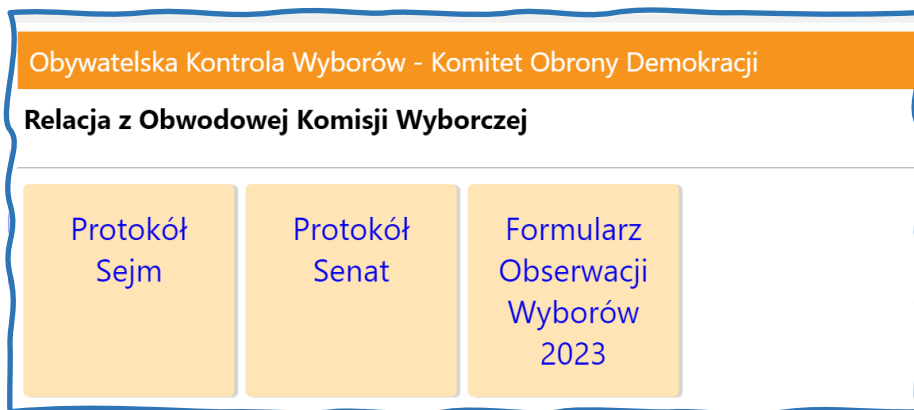 Obywatelska Kontrola Wyborów - Komitet Obrony Demokracji
Relacja z Obwodowej Komisji Wyborczej
Protokół
Sejm
Protokół
Senat
Formularz
Obserwacji
Wyborów
2023